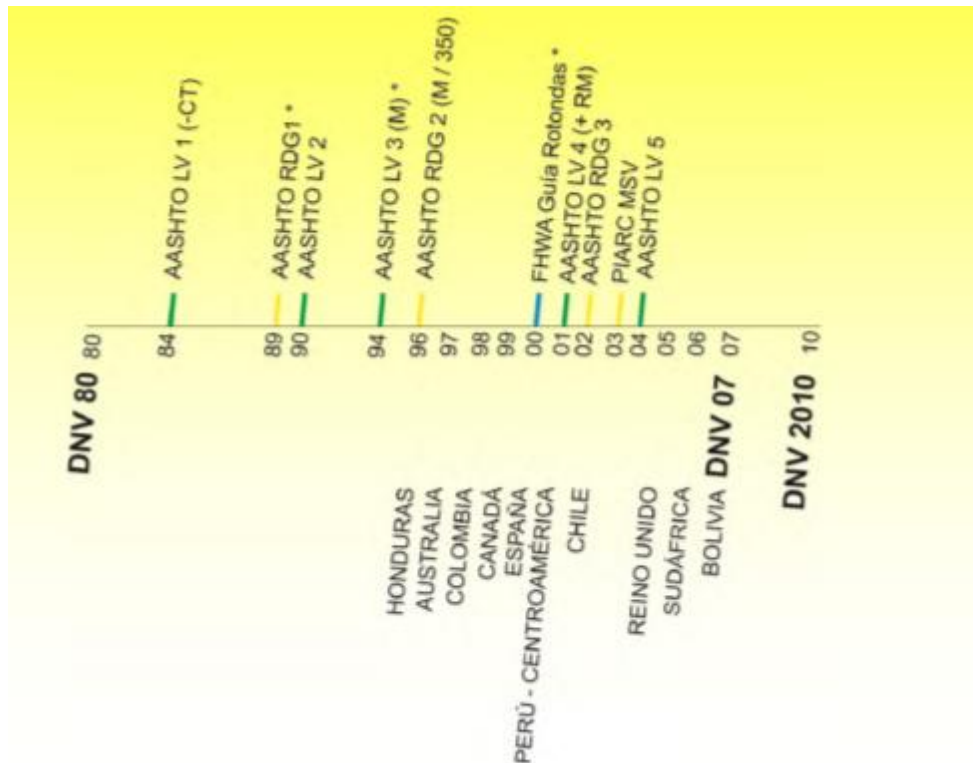 AASHTO LV 1 (-CT)
AASHTO RDG1 *
AASHTO LV 2
AASHTO LV 3 (M) *
AASHTO RDG 2 (M / 350)
FHWA Guía Rotondas *
AASHTO LV 4 (+ RM)
AASHTO RDG 3
PIARC MSV
AASHTO LV 5
80
84
89
90
94
96
97
98
99
00
01
02
03
04
05
06
07
10
DNV 80
DNV 07
DNV 2010
HONDURAS
AUSTRALIA
COLOMBIA
CANADÁ
ESPAÑA
PERÚ - CENTROAMÉRICA
CHILE
REINO UNIDO
SUDÁFRICA
BOLIVIA